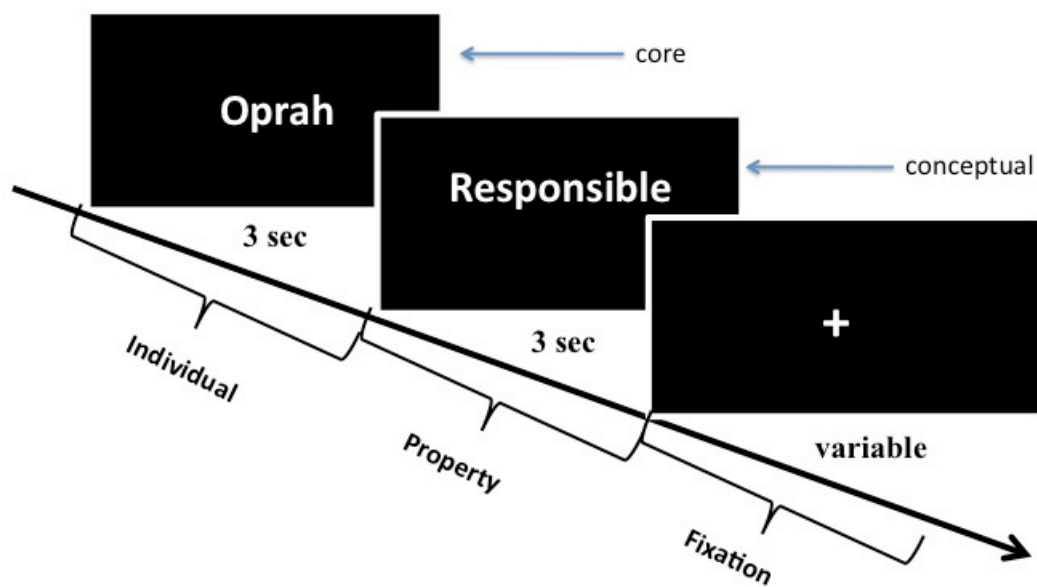 Oprah
core
Responsible
conceptual
3 sec
Individual
+
3 sec
Property
variable
Fixation